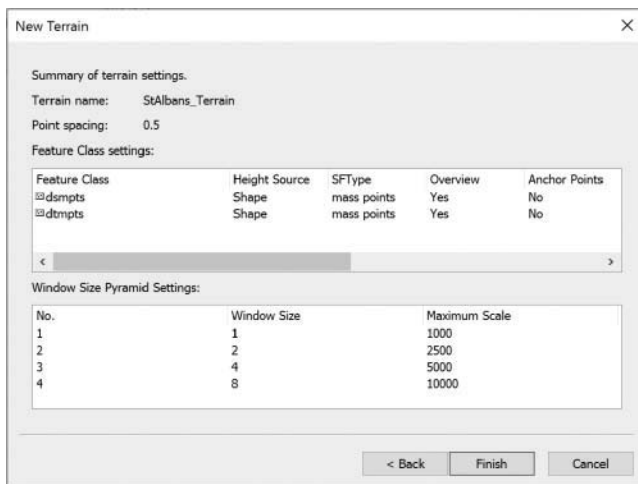 New Terrain
Summary of terrain settings.
Terrain name: StAlbans_Terrain
Point spacing: 0.5
Feature Class settings:
Feature Class Height Source SFType Overview Anchor Points
dsmpts Shape mass points Yes No
dtmpts Shape mass points Yes No
Window Size Pyramid Settings:
No. Window Size Maximum Scale
1 1 1000
2 2 2500
3 4 5000
4 8 10000
< Back Finish Cancel